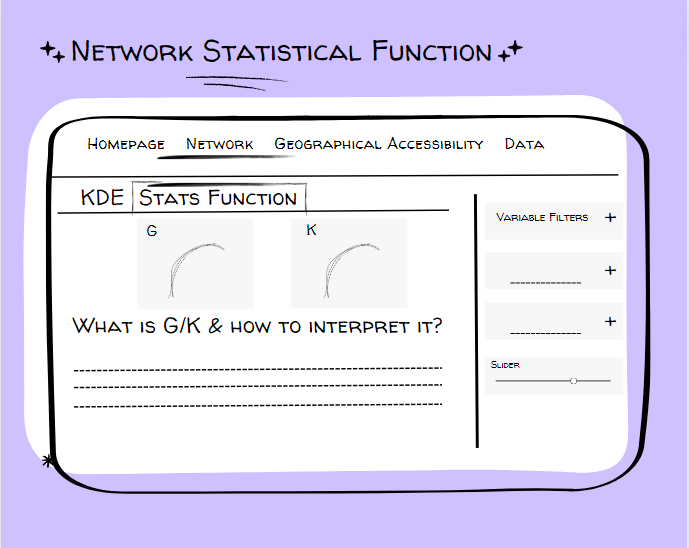 Network Statistical Function
Homepage Network Geographical Accessibility Data
KDE Stats Function
G K
What is G/K & how to interpret it?
Variable Filters +
+
+
Slider